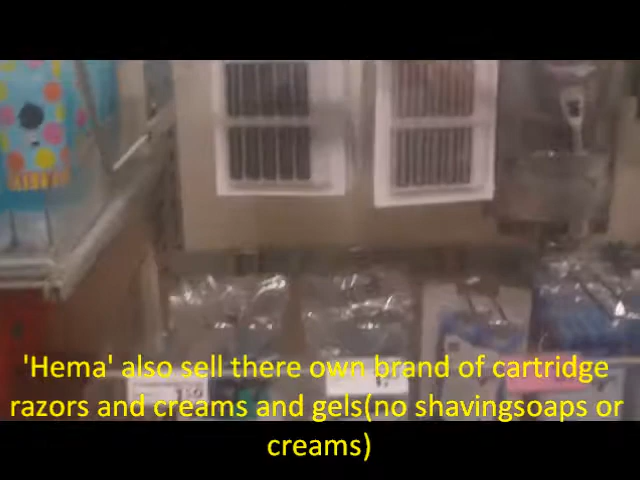 'Hema' also sell there own brand of cartridge
razors and creams and gels(no shavingsoaps or
creams)